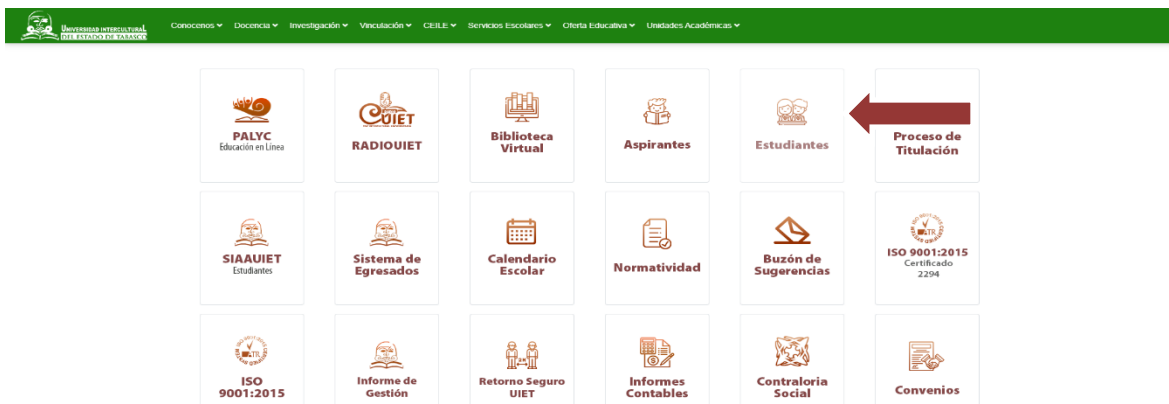 UNIVERSIDAD INTERCULTURAL
DEL ESTADO DE TABASCO
Conocenos Docencia Investigación Vinculación CEILE Servicios Escolares Oferta Educativa Unidades Académicas
PALYC
Educación en Línea
UIET
RADIOUIET
Biblioteca
Virtual
Aspirantes
Estudiantes
Proceso de
Titulación
SIAAUIET
Estudiantes
Sistema de
Egresados
Calendario
Escolar
Normatividad
Buzón de
Sugerencias
ISO 9001:2015
Certificado
2294
ISO
9001:2015
Informe de
Gestión
Retorno Seguro
UIET
Informes
Contables
Contraloria
Social
Convenios